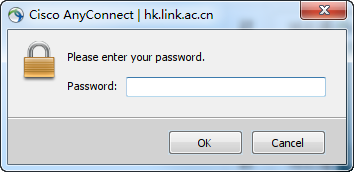 Cisco AnyConnect | hk.link.ac.cn
Please enter your password.
Password:
OK
Cancel